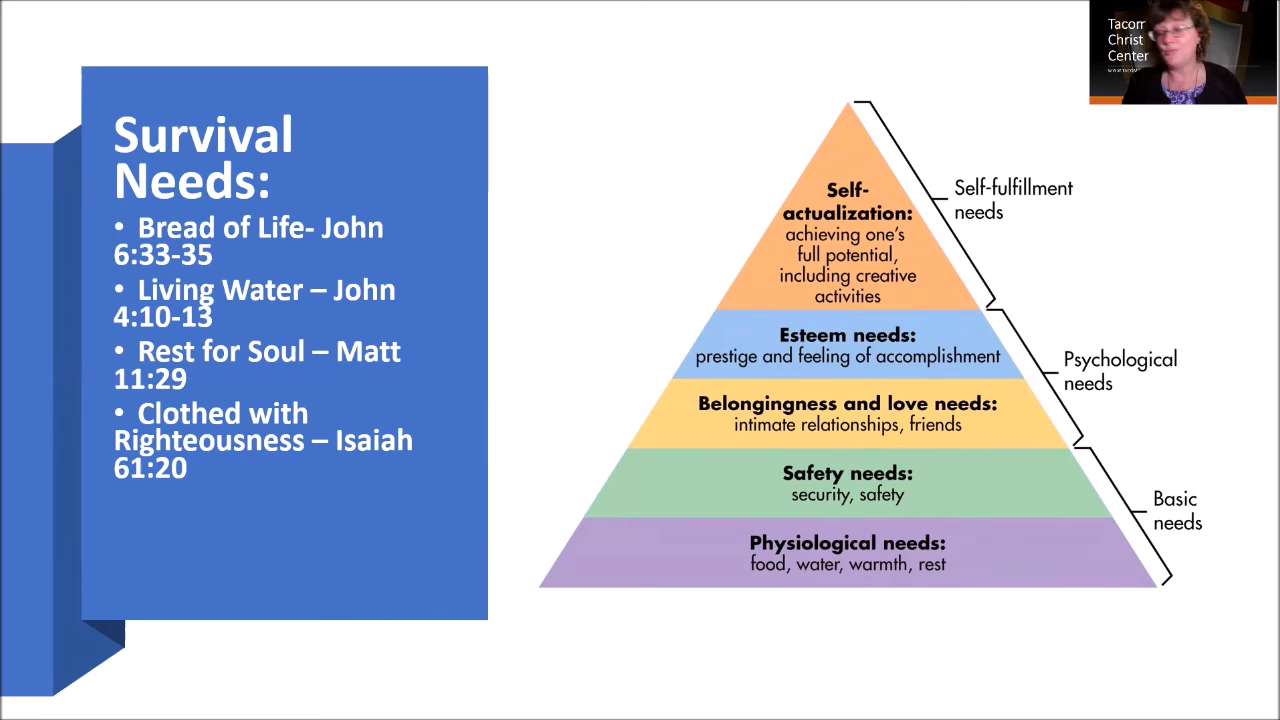 Survival
Needs:
• Bread of Life- John
6:33-35
• Living Water – John
4:10-13
• Rest for Soul – Matt
11:29
• Clothed with
Righteousness – Isaiah
61:20
Self-
actualization:
achieving one's
full potential,
including creative
activities
Esteem needs:
prestige and feeling of accomplishment
Belongingness and love needs:
intimate relationships, friends
Safety needs:
security, safety
Physiological needs:
food, water, warmth, rest
Self-fulfillment
needs
Psychological
needs
Basic
needs
Christ
Center